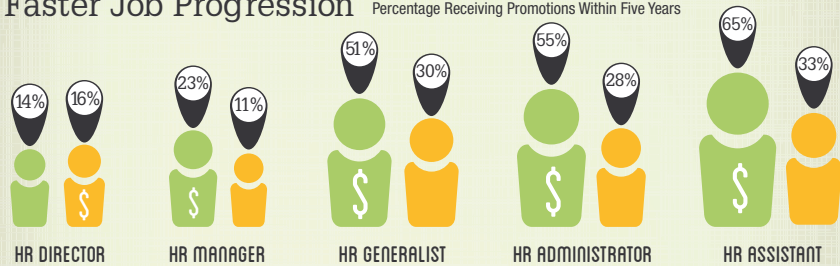 Faster Job Progression Percentage Receiving Promotions Within Five Years
14% 16% 23% 11% 51% 30% 55% 28% 65% 33%
$ $ $ $ $
HR DIRECTOR HR MANAGER HR GENERALIST HR ADMINISTRATOR HR ASSISTANT